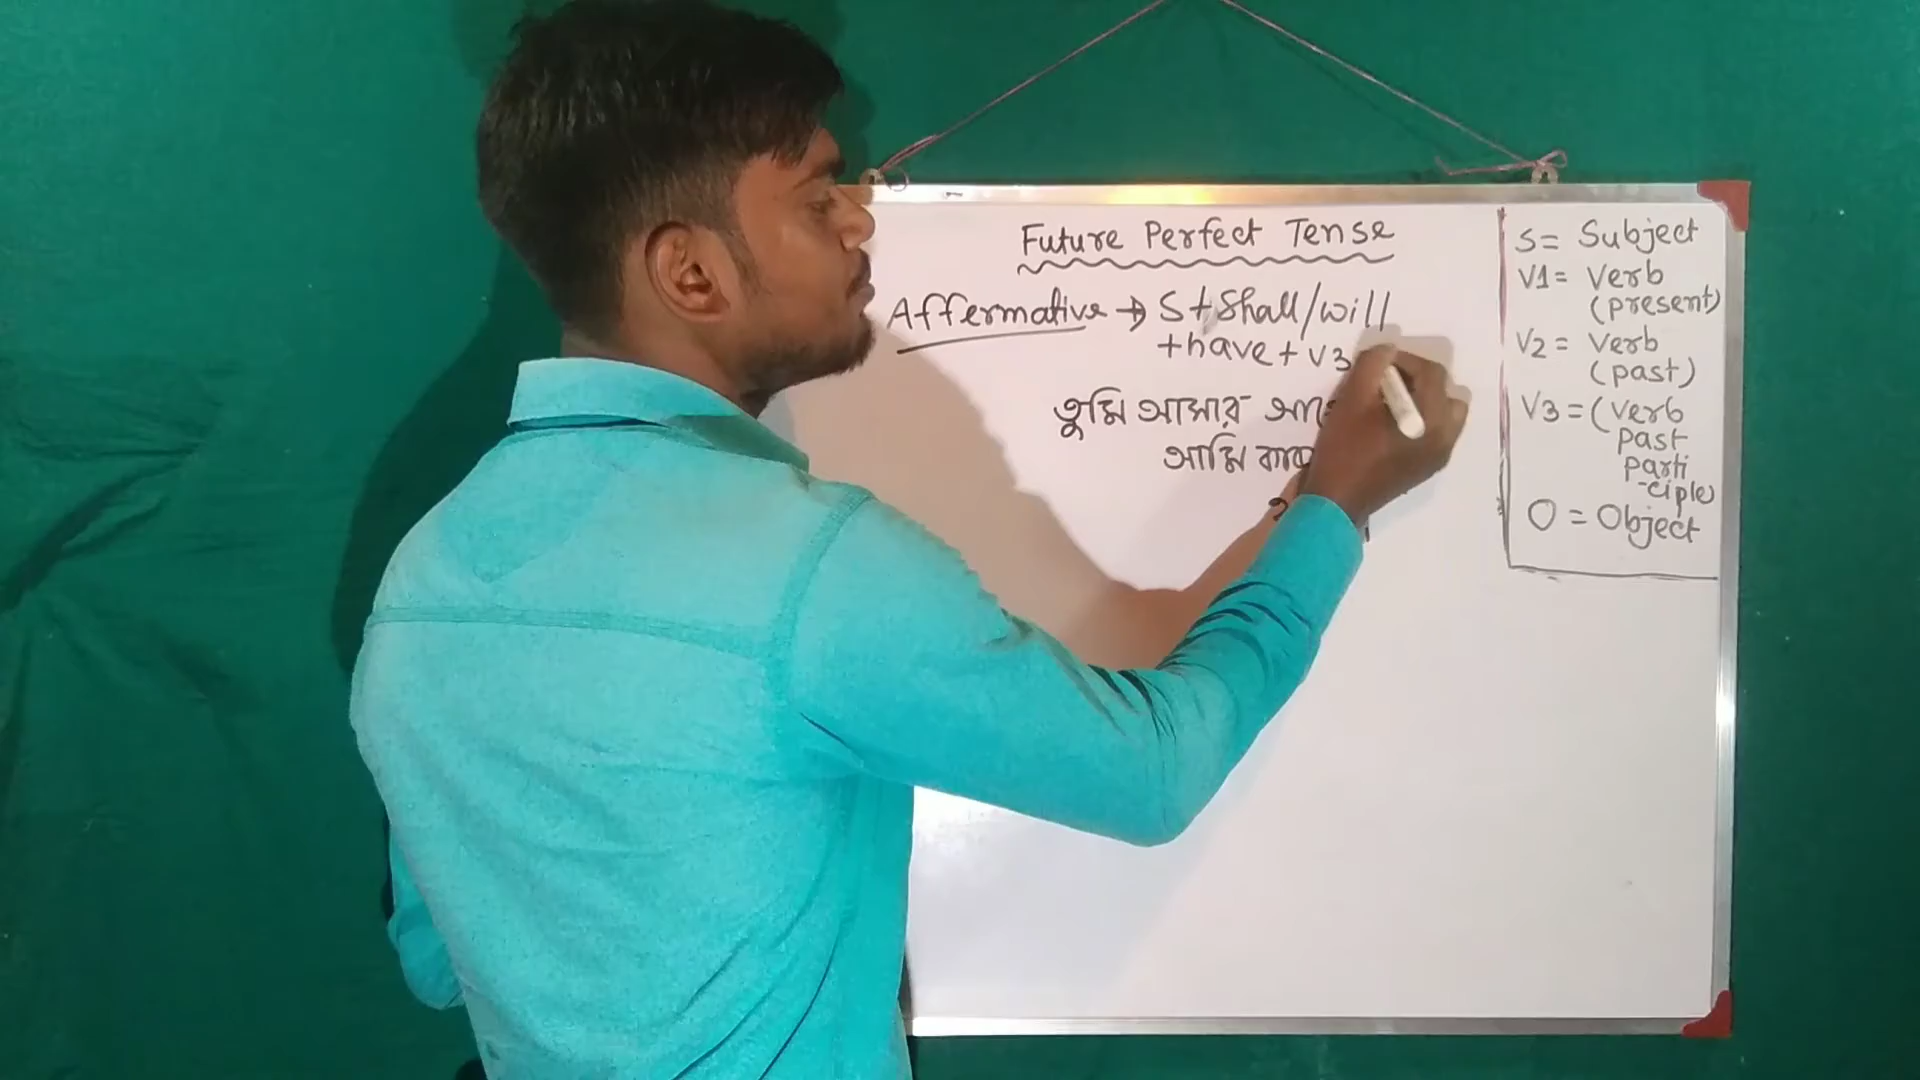 Future Perfect Tense
Affermative → S + Shall/will
+ have + V3
তুমি আসার
আমি
S = Subject
V1 = Verb
(present)
V2 = Verb
(past)
V3 = (Verb
past
parti
-ciple)
O = Object